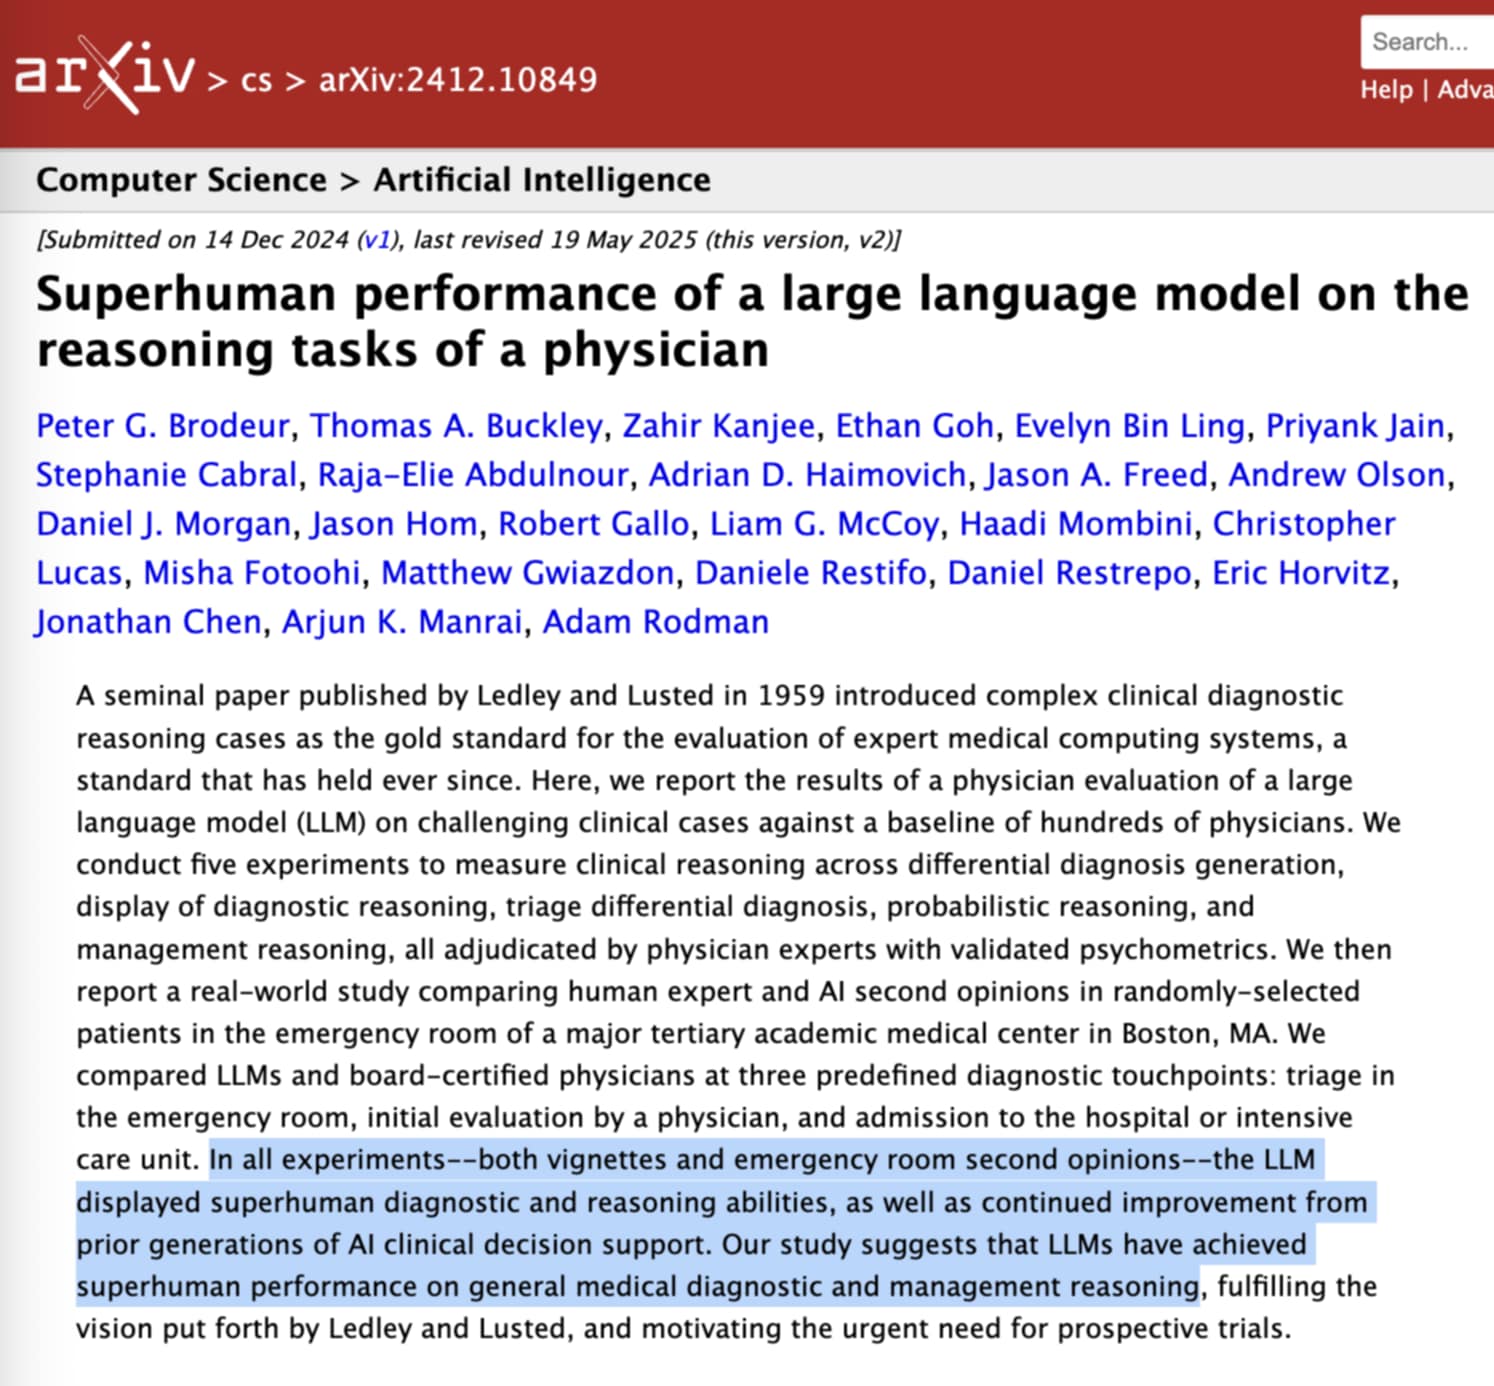 Search...
arXiv > cs > arXiv:2412.10849
Help | Adva
Computer Science > Artificial Intelligence
[Submitted on 14 Dec 2024 (v1), last revised 19 May 2025 (this version, v2)]
Superhuman performance of a large language model on the
reasoning tasks of a physician
Peter G. Brodeur, Thomas A. Buckley, Zahir Kanjee, Ethan Goh, Evelyn Bin Ling, Priyank Jain,
Stephanie Cabral, Raja-Elie Abdulnour, Adrian D. Haimovich, Jason A. Freed, Andrew Olson,
Daniel J. Morgan, Jason Hom, Robert Gallo, Liam G. McCoy, Haadi Mombini, Christopher
Lucas, Misha Fotoohi, Matthew Gwiazdon, Daniele Restifo, Daniel Restrepo, Eric Horvitz,
Jonathan Chen, Arjun K. Manrai, Adam Rodman
A seminal paper published by Ledley and Lusted in 1959 introduced complex clinical diagnostic
reasoning cases as the gold standard for the evaluation of expert medical computing systems, a
standard that has held ever since. Here, we report the results of a physician evaluation of a large
language model (LLM) on challenging clinical cases against a baseline of hundreds of physicians. We
conduct five experiments to measure clinical reasoning across differential diagnosis generation,
display of diagnostic reasoning, triage differential diagnosis, probabilistic reasoning, and
management reasoning, all adjudicated by physician experts with validated psychometrics. We then
report a real-world study comparing human expert and AI second opinions in randomly-selected
patients in the emergency room of a major tertiary academic medical center in Boston, MA. We
compared LLMs and board-certified physicians at three predefined diagnostic touchpoints: triage in
the emergency room, initial evaluation by a physician, and admission to the hospital or intensive
care unit. In all experiments--both vignettes and emergency room second opinions--the LLM
displayed superhuman diagnostic and reasoning abilities, as well as continued improvement from
prior generations of AI clinical decision support. Our study suggests that LLMs have achieved
superhuman performance on general medical diagnostic and management reasoning, fulfilling the
vision put forth by Ledley and Lusted, and motivating the urgent need for prospective trials.